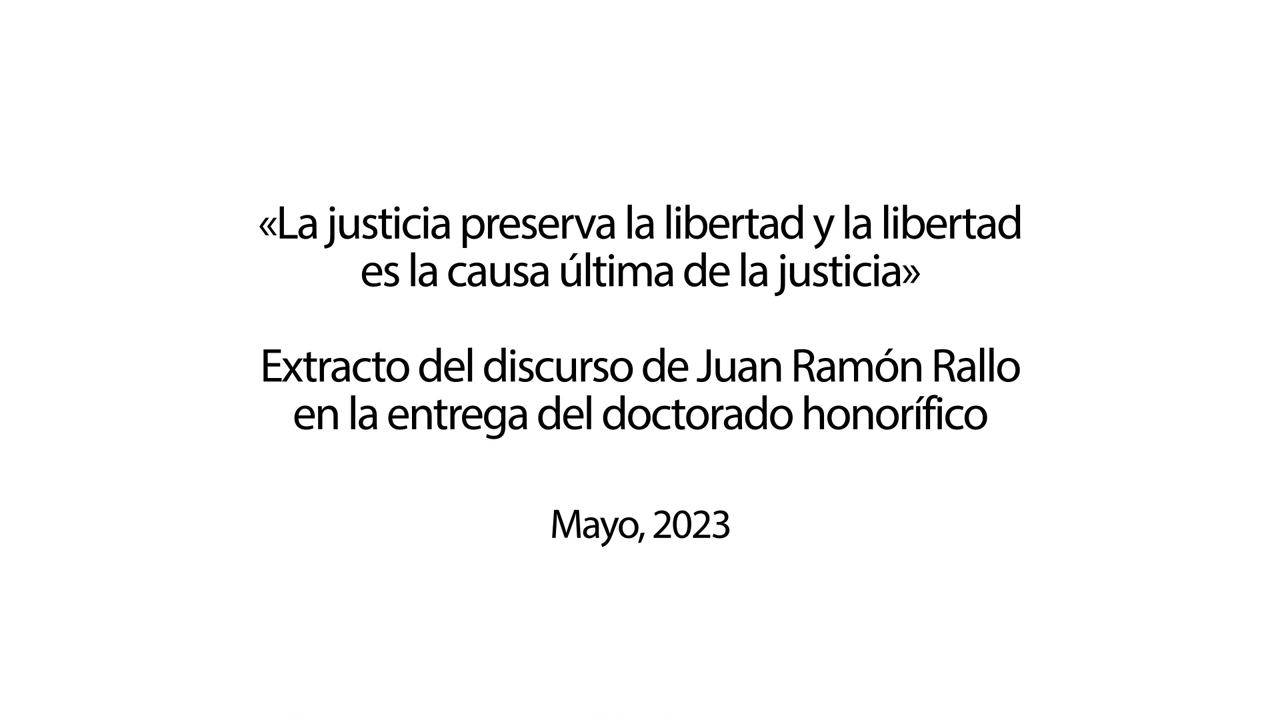 «La justicia preserva la libertad y la libertad
es la causa última de la justicia»
Extracto del discurso de Juan Ramón Rallo
en la entrega del doctorado honorífico
Mayo, 2023